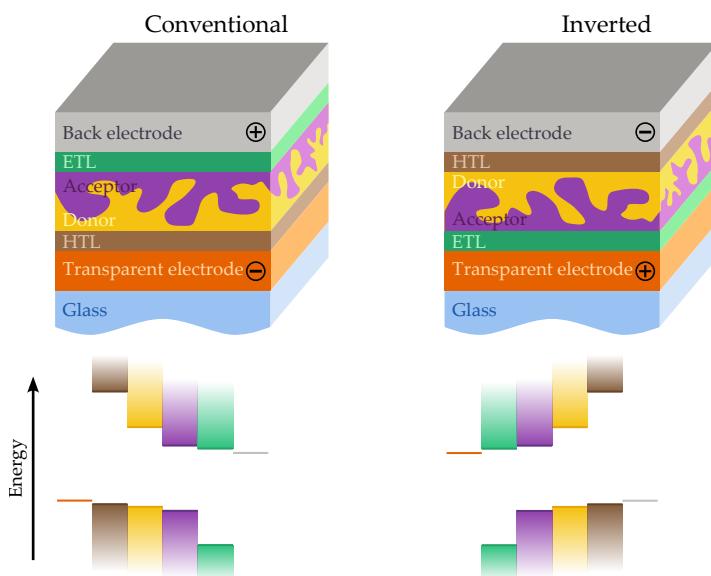 Conventional
Back electrode ⊕
ETL
Acceptor
Donor
HTL
Transparent electrode ⊖
Glass
Inverted
Back electrode ⊖
HTL
Donor
Acceptor
ETL
Transparent electrode ⊕
Glass
Energy